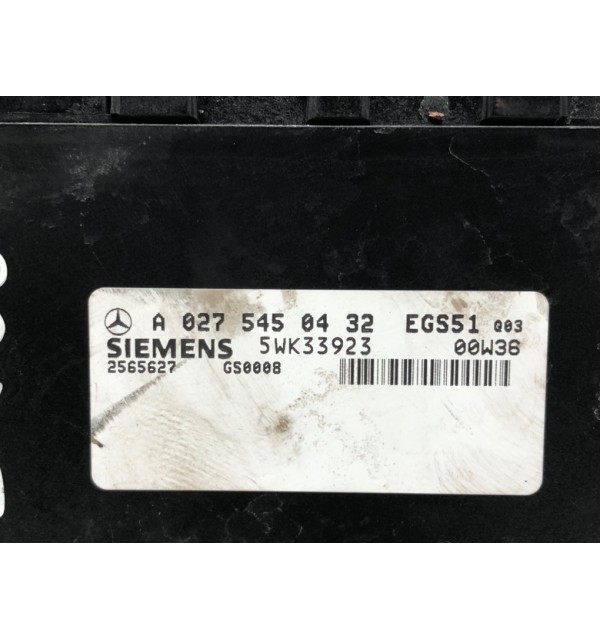 A 027 545 04 32 EGS51 Q03
SIEMENS 5WK33923 00W36
2565627 GS0008